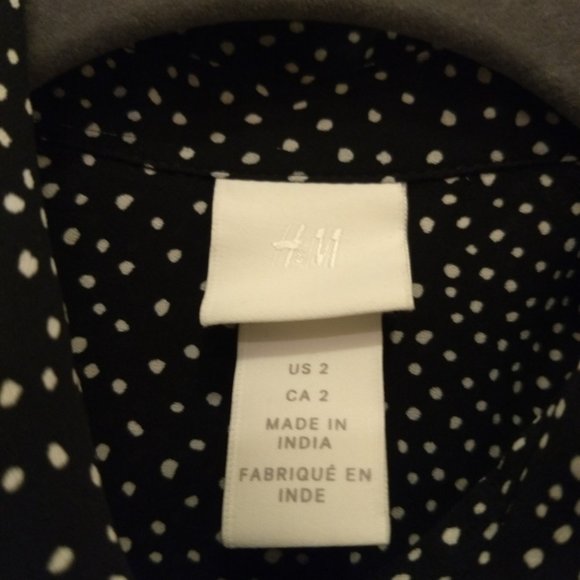 H&M
US 2
CA 2
MADE IN
INDIA
FABRIQUÉ EN
INDE